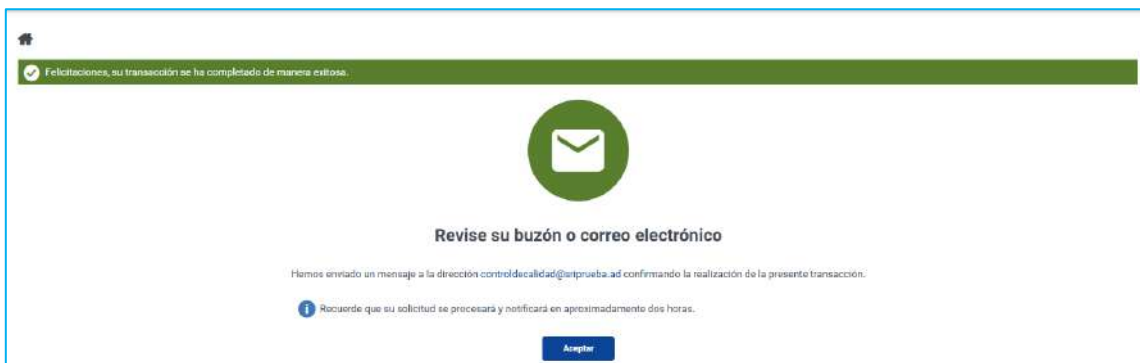 Felicitaciones, su transacción se ha completado de manera exitosa.
Revise su buzón o correo electrónico
Hemos enviado un mensaje a la dirección controldecalidad@sriprueba.ad confirmando la realización de la presente transacción.
Recuerde que su solicitud se procesará y notificará en aproximadamente dos horas.
Aceptar